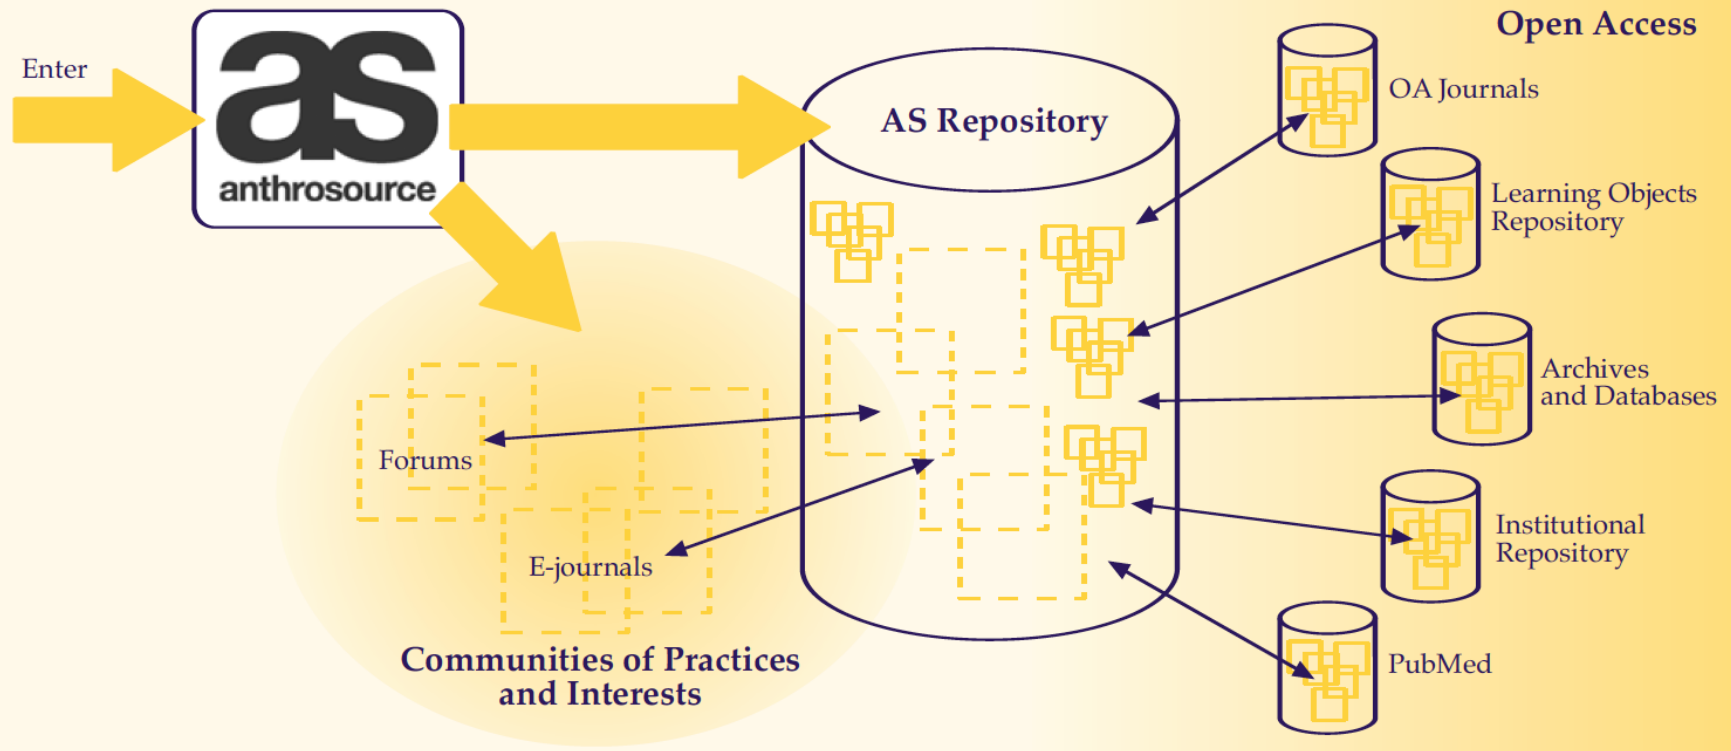 Enter
as
anthrosource
AS Repository
Open Access
OA Journals
Learning Objects
Repository
Archives
and Databases
Institutional
Repository
PubMed
Forums
E-journals
Communities of Practices
and Interests